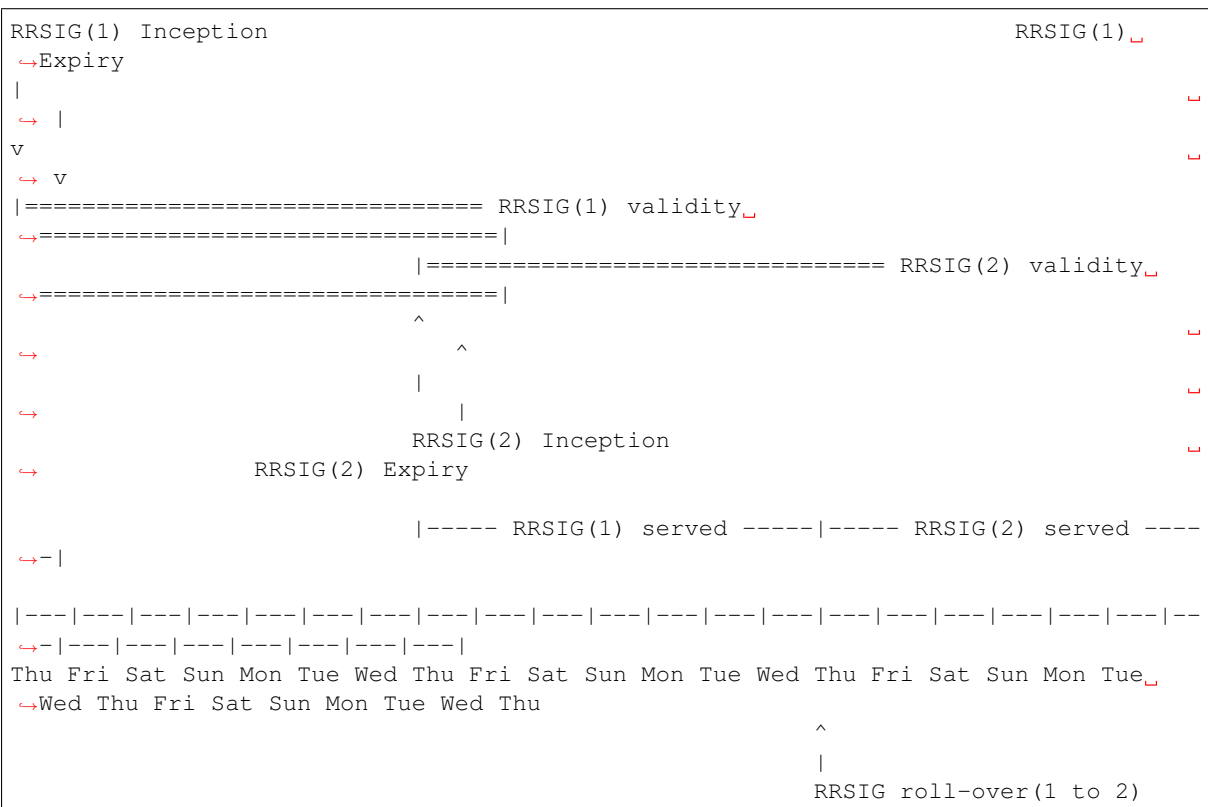 RRSIG(1) Inception                                                    RRSIG(1)␣
↪Expiry
|                                                                                 ␣
↪ |
v                                                                                 ␣
↪ v
|================================ RRSIG(1) validity␣
↪================================|
                            |================================ RRSIG(2) validity␣
↪================================|
                            ^                                                     ␣
↪                             ^
                            |                                                     ␣
↪                             |
                            RRSIG(2) Inception                                    ␣
↪               RRSIG(2) Expiry
                            |----- RRSIG(1) served -----|----- RRSIG(2) served ----
↪-|
|---|---|---|---|---|---|---|---|---|---|---|---|---|---|---|---|---|---|---|---|--
↪-|---|---|---|---|---|---|---|
Thu Fri Sat Sun Mon Tue Wed Thu Fri Sat Sun Mon Tue Wed Thu Fri Sat Sun Mon Tue␣
↪Wed Thu Fri Sat Sun Mon Tue Wed Thu
                                                        ^
                                                        |
                                                        RRSIG roll-over(1 to 2)